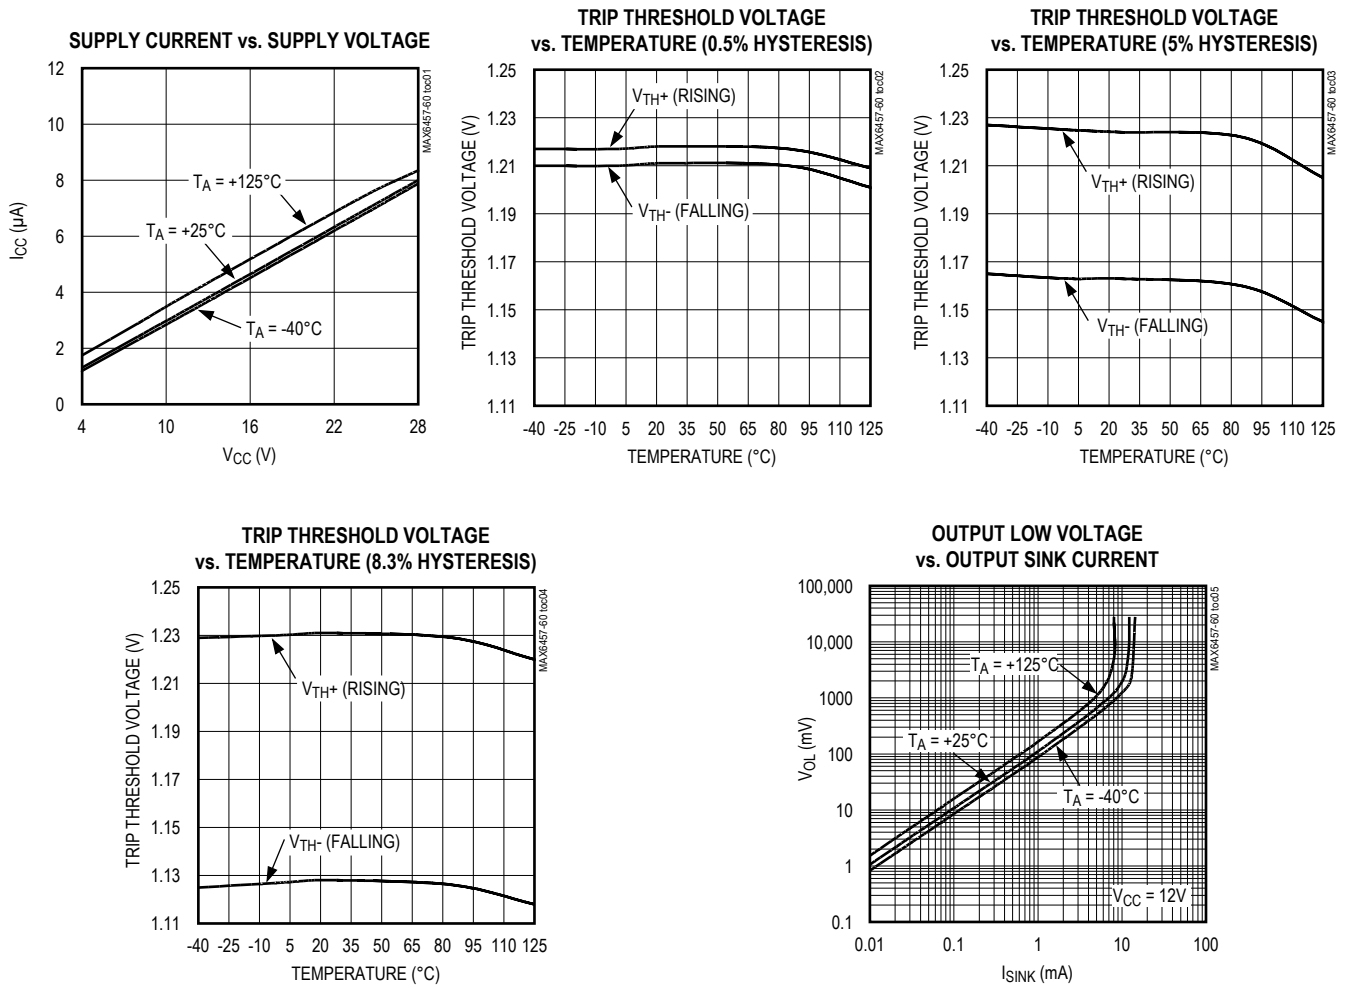 SUPPLY CURRENT vs. SUPPLY VOLTAGE
12
10
8
6
4
2
0
ICC (µA)
TA = +125°C
TA = +25°C
TA = -40°C
4 10 16 22 28
VCC (V)
MAX6457-60 toc01
TRIP THRESHOLD VOLTAGE
vs. TEMPERATURE (0.5% HYSTERESIS)
1.25
1.23
1.21
1.19
1.17
1.15
1.13
1.11
TRIP THRESHOLD VOLTAGE (V)
VTH+ (RISING)
VTH- (FALLING)
-40 -25 -10 5 20 35 50 65 80 95 110 125
TEMPERATURE (°C)
MAX6457-60 toc02
TRIP THRESHOLD VOLTAGE
vs. TEMPERATURE (5% HYSTERESIS)
1.25
1.23
1.21
1.19
1.17
1.15
1.13
1.11
TRIP THRESHOLD VOLTAGE (V)
VTH+ (RISING)
VTH- (FALLING)
-40 -25 -10 5 20 35 50 65 80 95 110 125
TEMPERATURE (°C)
MAX6457-60 toc03
TRIP THRESHOLD VOLTAGE
vs. TEMPERATURE (8.3% HYSTERESIS)
1.25
1.23
1.21
1.19
1.17
1.15
1.13
1.11
TRIP THRESHOLD VOLTAGE (V)
VTH+ (RISING)
VTH- (FALLING)
-40 -25 -10 5 20 35 50 65 80 95 110 125
TEMPERATURE (°C)
MAX6457-60 toc04
OUTPUT LOW VOLTAGE
vs. OUTPUT SINK CURRENT
100,000
10,000
1000
100
10
1
0.1
VOL (mV)
TA = +125°C
TA = +25°C
TA = -40°C
VCC = 12V
0.01 0.1 1 10 100
ISINK (mA)
MAX6457-60 toc05